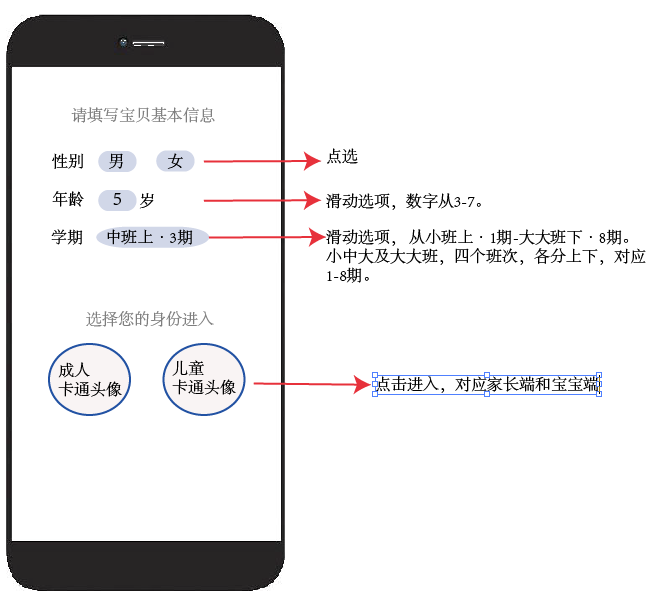 请填写宝贝基本信息
性别 男 女
点选
年龄 5 岁
滑动选项，数字从3-7。
学期 中班上·3期
滑动选项， 从小班上·1期-大大班下·8期。
小中大及大大班，四个班次，各分上下，对应
1-8期。
选择您的身份进入
成人
卡通头像
儿童
卡通头像
点击进入，对应家长端和宝宝端